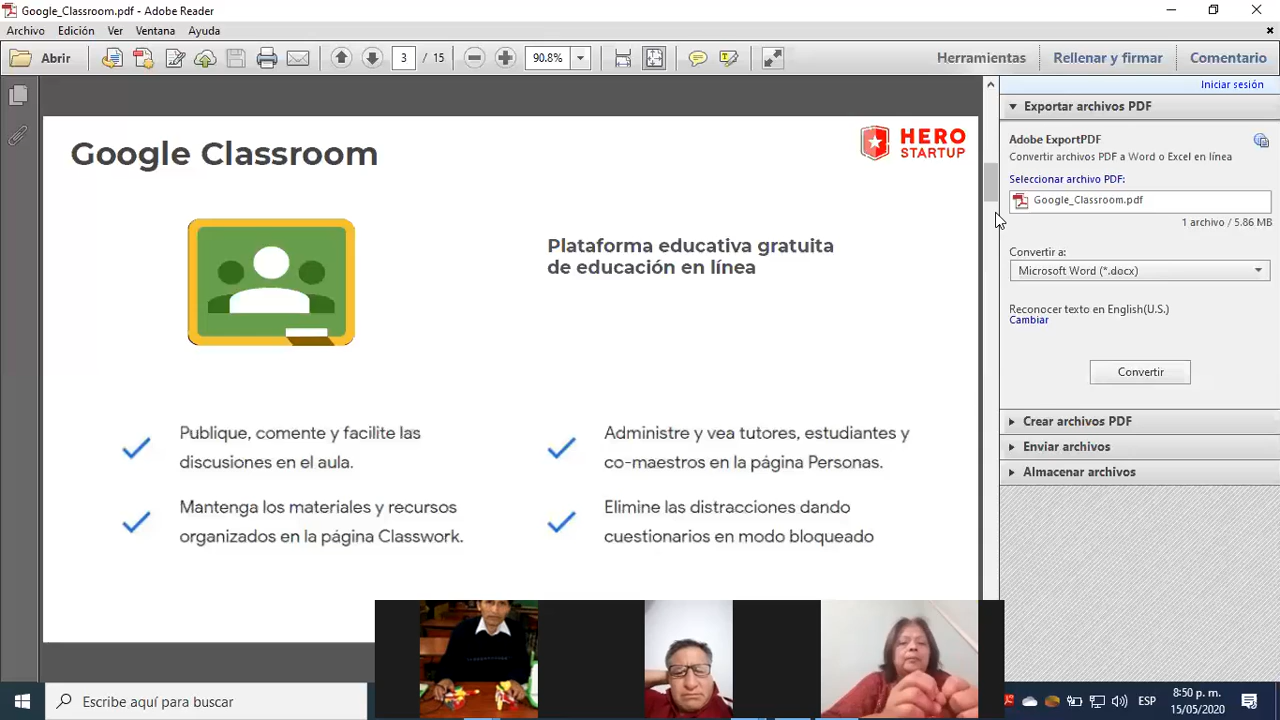 Google_Classroom.pdf - Adobe Reader
Archivo Edición Ver Ventana Ayuda
Abrir 3 / 15 90.8% Herramientas Rellenar y firmar Comentario
Iniciar sesión
Google Classroom
HERO
STARTUP
Plataforma educativa gratuita
de educación en línea
Publique, comente y facilite las
discusiones en el aula.
Mantenga los materiales y recursos
organizados en la página Classwork.
Administre y vea tutores, estudiantes y
co-maestros en la página Personas.
Elimine las distracciones dando
cuestionarios en modo bloqueado
Exportar archivos PDF
Adobe ExportPDF
Convertir archivos PDF a Word o Excel en línea
Seleccionar archivo PDF:
Google_Classroom.pdf
1 archivo / 5.86 MB
Convertir a:
Microsoft Word (*.docx)
Reconocer texto en English(U.S.)
Cambiar
Convertir
Crear archivos PDF
Enviar archivos
Almacenar archivos
Escribe aquí para buscar
ESP
8:50 p. m.
15/05/2020